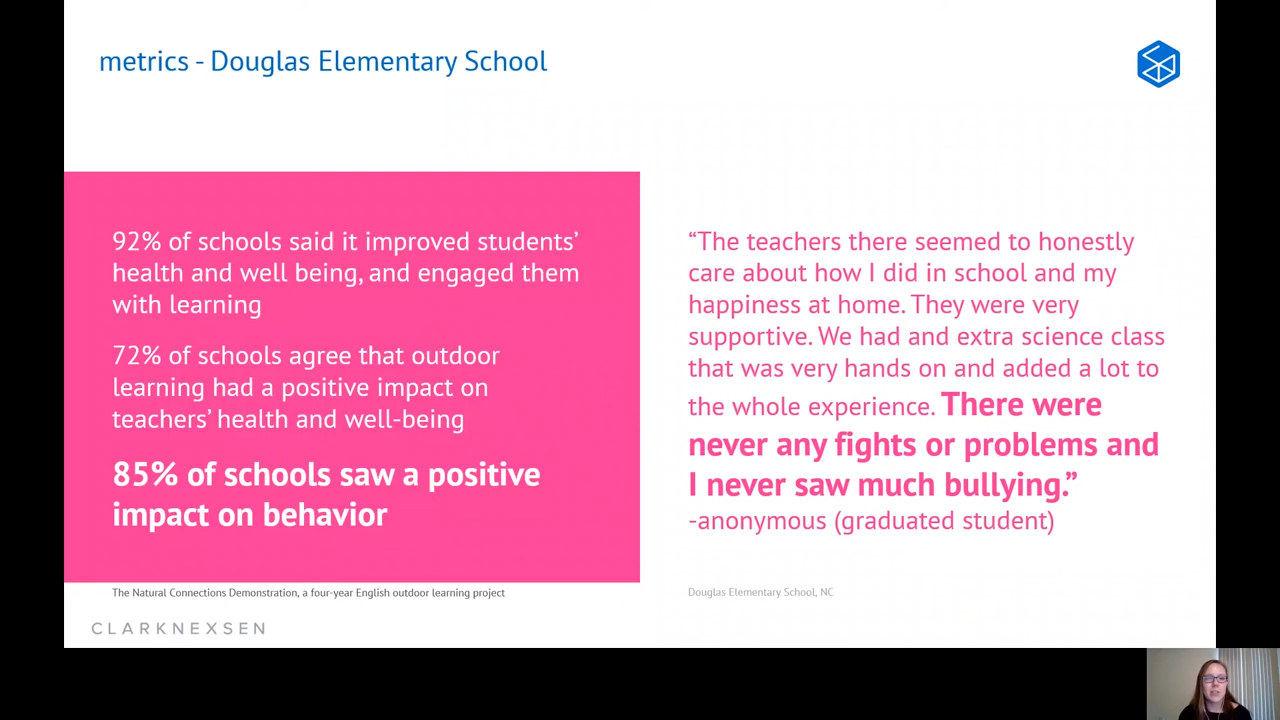 metrics - Douglas Elementary School
92% of schools said it improved students’
health and well being, and engaged them
with learning
72% of schools agree that outdoor
learning had a positive impact on
teachers’ health and well-being
85% of schools saw a positive
impact on behavior
The Natural Connections Demonstration, a four-year English outdoor learning project
“The teachers there seemed to honestly
care about how I did in school and my
happiness at home. They were very
supportive. We had and extra science class
that was very hands on and added a lot to
the whole experience. There were
never any fights or problems and
I never saw much bullying.”
-anonymous (graduated student)
Douglas Elementary School, NC
CLARKNEXSEN